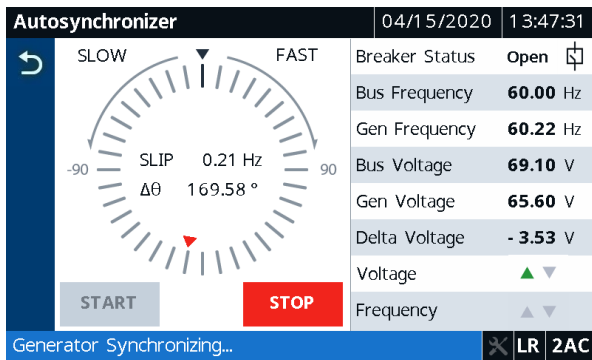 Autosynchronizer 04/15/2020 13:47:31
SLOW FAST
-90 90
SLIP 0.21 Hz
Δθ 169.58 °
START STOP
Breaker Status Open
Bus Frequency 60.00 Hz
Gen Frequency 60.22 Hz
Bus Voltage 69.10 V
Gen Voltage 65.60 V
Delta Voltage - 3.53 V
Voltage
Frequency
Generator Synchronizing... LR 2AC